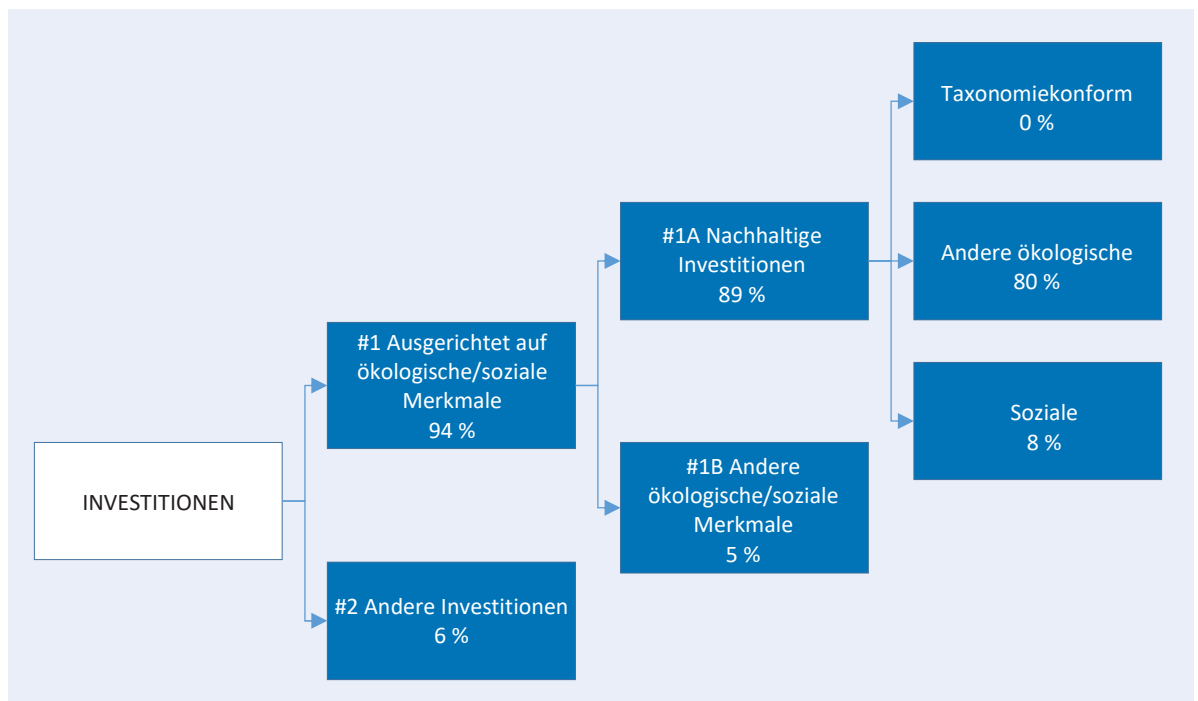 INVESTITIONEN
#1 Ausgerichtet auf
ökologische/soziale
Merkmale
94 %
#2 Andere Investitionen
6 %
#1A Nachhaltige
Investitionen
89 %
#1B Andere
ökologische/soziale
Merkmale
5 %
Taxonomiekonform
0 %
Andere ökologische
80 %
Soziale
8 %